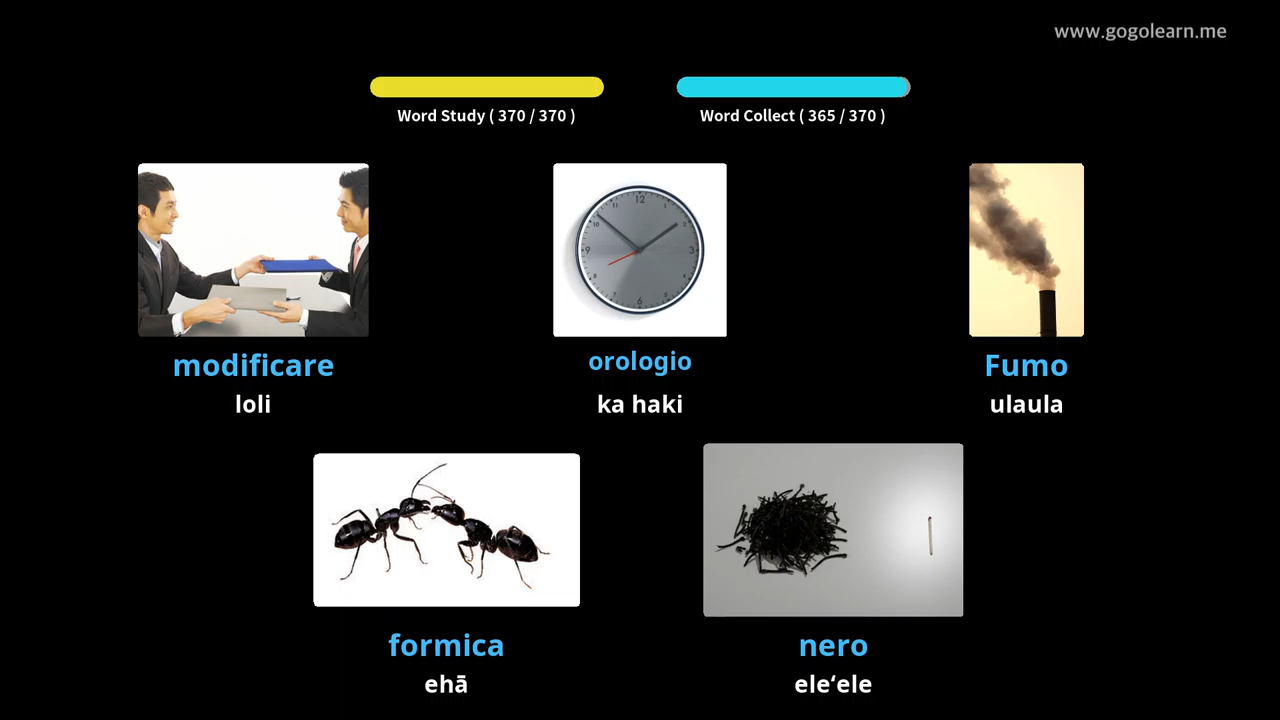 www.gogolearn.me
Word Study ( 370 / 370 )
Word Collect ( 365 / 370 )
modificare
loli
orologio
ka haki
Fumo
ulaula
formica
ehā
nero
eleʻele